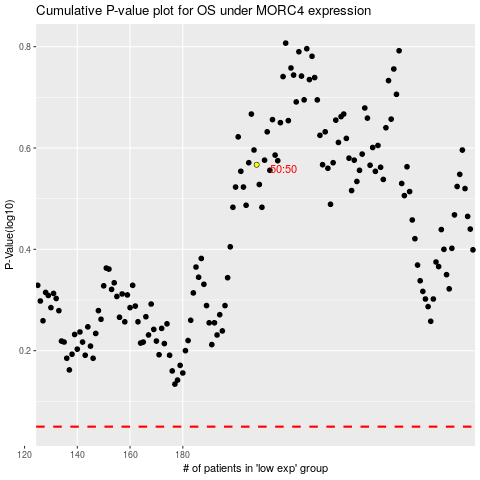 Cumulative P-value plot for OS under MORC4 expression
P-Value(log10)
0.8
0.6
0.4
0.2
50:50
120 140 160 180
# of patients in 'low exp' group